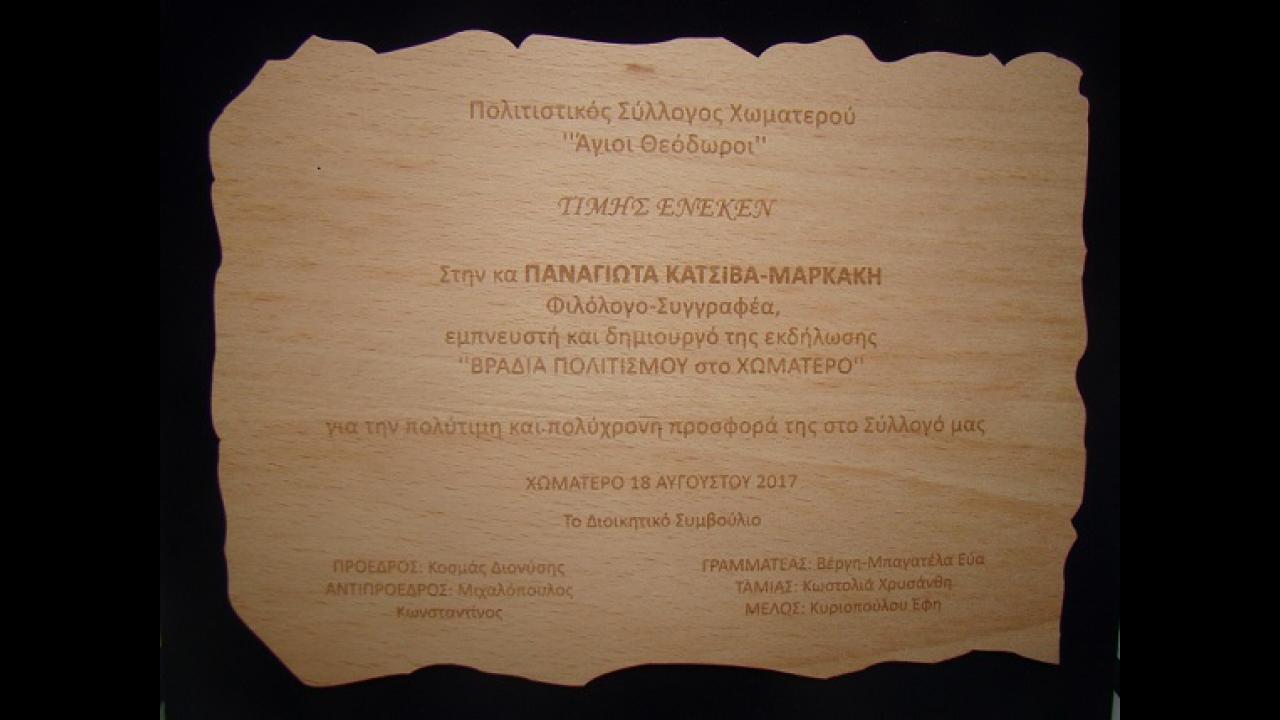 Πολιτιστικός Σύλλογος Χωματερού
"Άγιοι Θεόδωροι"
ΤΙΜΗΣ ΕΝΕΚΕΝ
Στην κα ΠΑΝΑΓΙΩΤΑ ΚΑΤΣίΒΑ-ΜΑΡΚΑΚΗ
Φιλόλογο-Συγγραφέα,
εμπνευστή και δημιουργό της εκδήλωσης
"ΒΡΑΔΙΑ ΠΟΛΙΤΙΣΜΟΥ στο ΧΩΜΑΤΕΡΟ"
για την πολύτιμη και πολύχρονη προσφορά της στο Σύλλογό μας
ΧΩΜΑΤΕΡΟ 18 ΑΥΓΟΥΣΤΟΥ 2017
Το Διοικητικό Συμβούλιο
ΠΡΟΕΔΡΟΣ: Κοσμάς Διονύσης
ΑΝΤΙΠΡΟΕΔΡΟΣ: Μιχαλόπουλος
Κωνσταντίνος
ΓΡΑΜΜΑΤΕΑΣ: Βέργη-Μπαγατέλα Εύα
ΤΑΜΙΑΣ: Κωστολιά Χρυσάνθη
ΜΕΛΟΣ: Κυριοπούλου Έφη